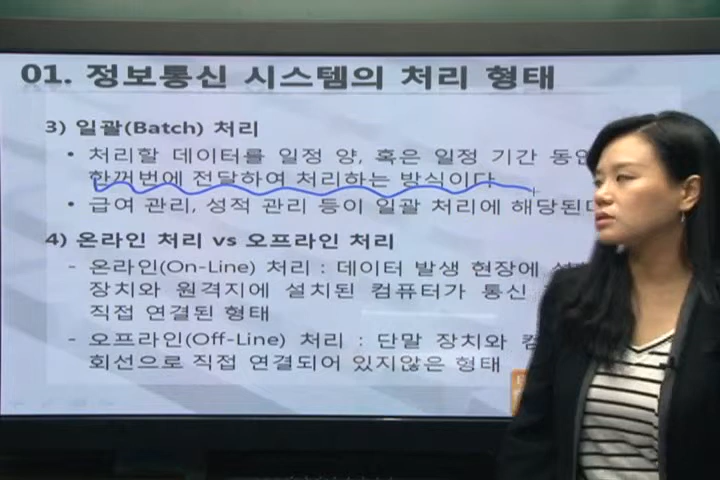 01. 정보통신 시스템의 처리 형태
3) 일괄(Batch) 처리
• 처리할 데이터를 일정 양, 혹은 일정 기간
한꺼번에 전달하여 처리하는 방식이다
• 급여 관리, 성적 관리 등이 일괄 처리에
4) 온라인 처리 vs 오프라인 처리
- 온라인(On-Line) 처리 : 데이터 발생 현장에
장치와 원격지에 설치된 컴퓨터가 통신
직접 연결된 형태
- 오프라인(Off-Line) 처리 : 단말 장치와
회선으로 직접 연결되어 있지않은 형태